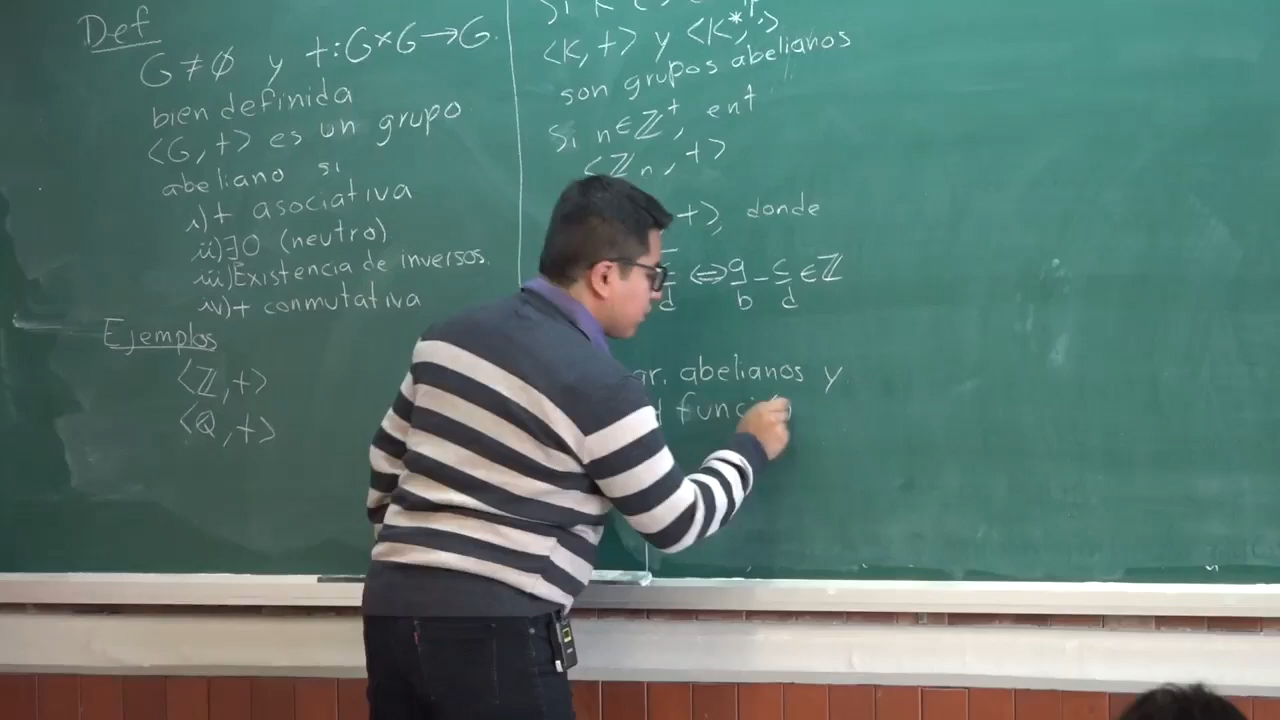 Def
G ≠ ∅ y +: G×G → G.
bien definida
<G, +> es un grupo
abeliano si
i) + asociativa
ii) ∃ 0 (neutro)
iii) Existencia de inversos.
iv) + conmutativa
Ejemplos
<ℤ, +>
<ℚ, +>
Si K
<K, +> y <K*, ·>
son grupos abelianos
Si n ∈ ℤ⁺, ent
<ℤn, +>
+>, donde
d ⇔ a/b - c/d ∈ ℤ
gr. abelianos y